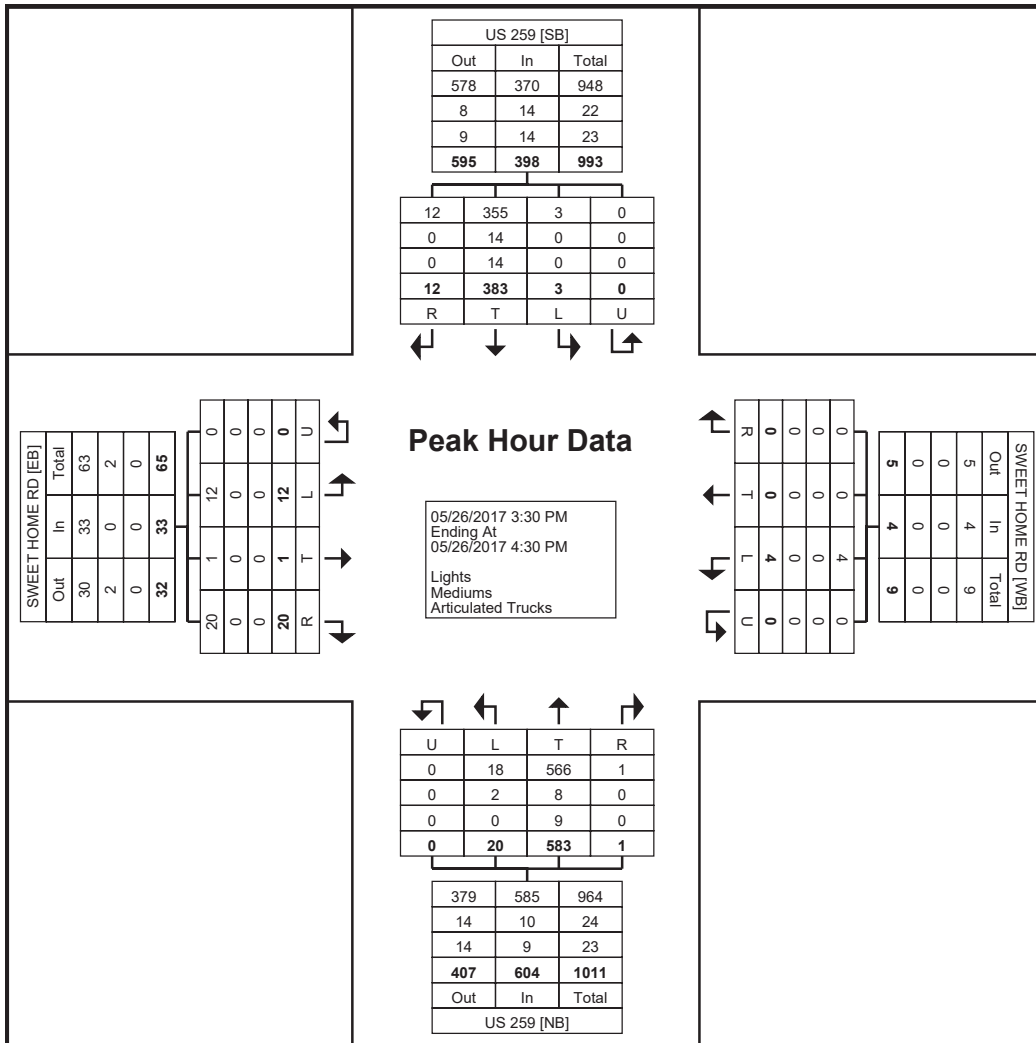 US 259 [SB]
Out In Total
578 370 948
8 14 22
9 14 23
595 398 993
12 355 3 0
0 14 0 0
0 14 0 0
12 383 3 0
R T L U
Peak Hour Data
05/26/2017 3:30 PM
Ending At
05/26/2017 4:30 PM
Lights
Mediums
Articulated Trucks
SWEET HOME RD [EB]
Out In Total
30 33 63
2 0 2
0 0 0
32 33 65
20 1 12 0
0 0 0 0
0 0 0 0
20 1 12 0
R T L U
SWEET HOME RD [WB]
Out In Total
5 4 9
0 0 0
0 0 0
5 4 9
0 0 4 0
0 0 0 0
0 0 0 0
0 0 4 0
R T L U
U L T R
0 18 566 1
0 2 8 0
0 0 9 0
0 20 583 1
379 585 964
14 10 24
14 9 23
407 604 1011
Out In Total
US 259 [NB]